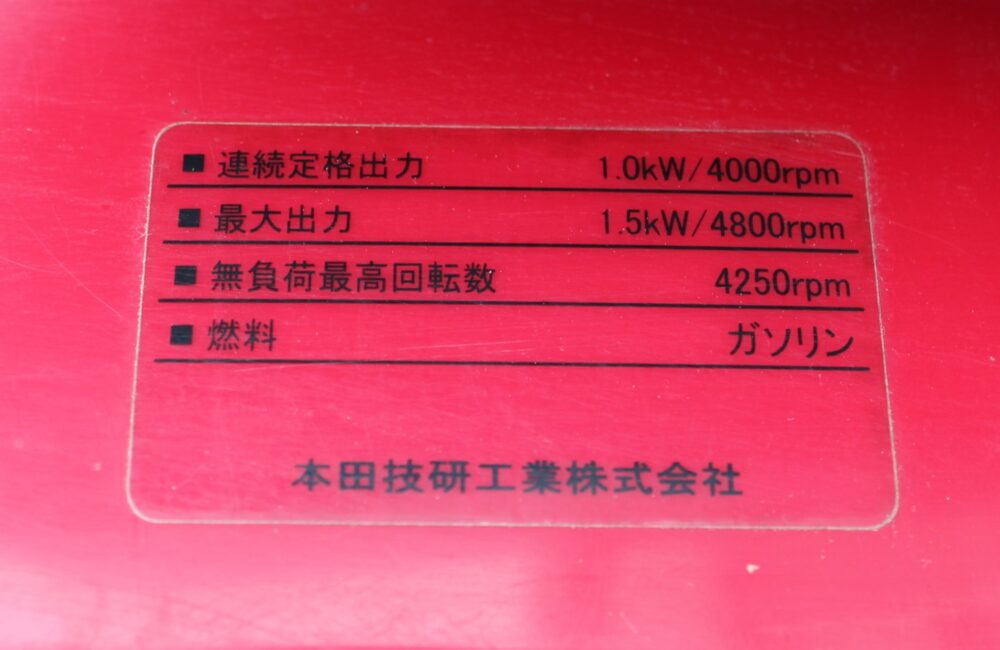 ■ 連続定格出力 1.0kW/4000rpm
■ 最大出力 1.5kW/4800rpm
■ 無負荷最高回転数 4250rpm
■ 燃料 ガソリン
本田技研工業株式会社